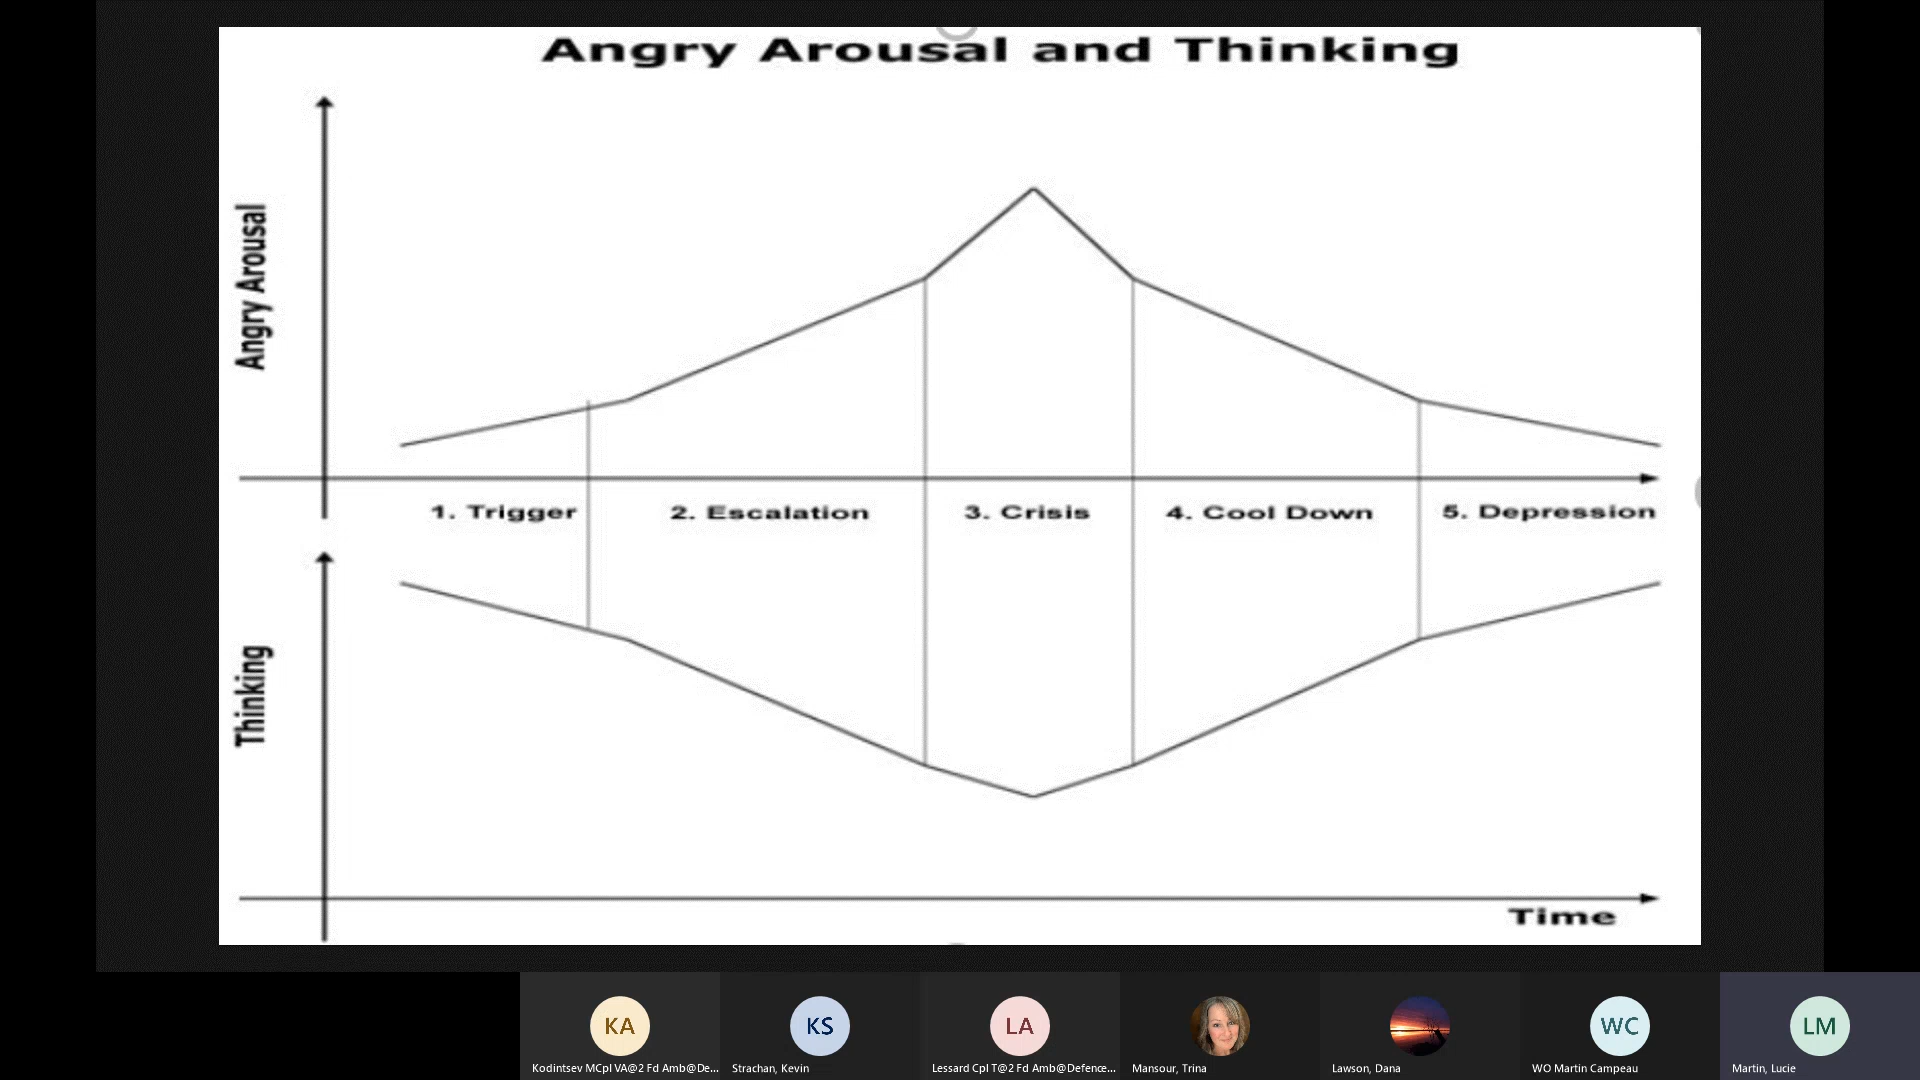 Angry Arousal and Thinking
Angry Arousal
1. Trigger
2. Escalation
3. Crisis
4. Cool Down
5. Depression
Thinking
Time
KA
KS
LA
WC
LM
Kodintsev MCpl VA@2 Fd Amb@De...
Strachan, Kevin
Lessard Cpl T@2 Fd Amb@Defence...
Mansour, Trina
Lawson, Dana
WO Martin Campeau
Martin, Lucie